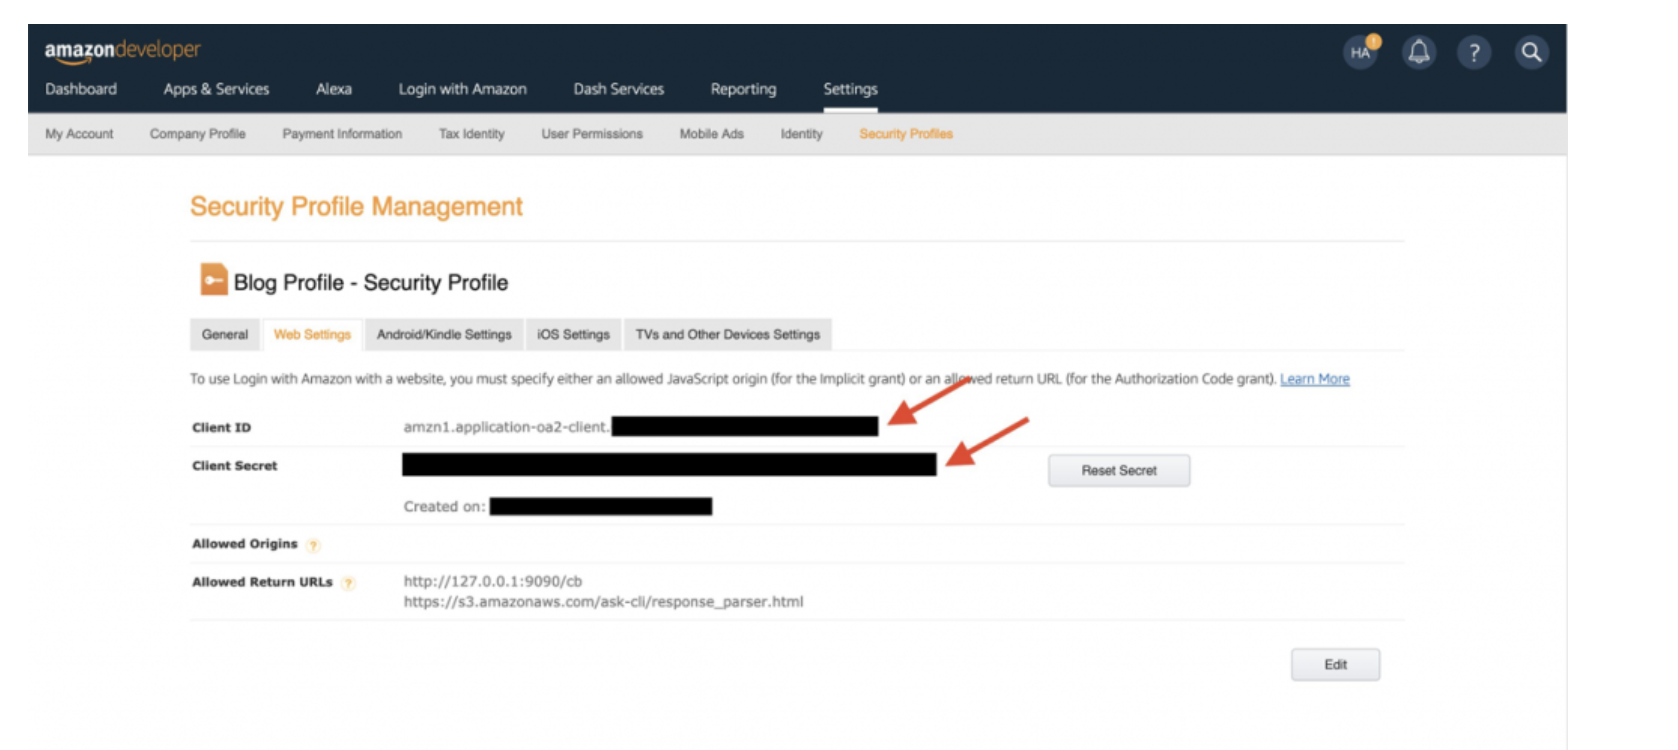 amazondeveloper
HA !
?
Dashboard Apps & Services Alexa Login with Amazon Dash Services Reporting Settings
My Account Company Profile Payment Information Tax Identity User Permissions Mobile Ads Identity Security Profiles
Security Profile Management
Blog Profile - Security Profile
General Web Settings Android/Kindle Settings iOS Settings TVs and Other Devices Settings
To use Login with Amazon with a website, you must specify either an allowed JavaScript origin (for the Implicit grant) or an allowed return URL (for the Authorization Code grant). Learn More
Client ID amzn1.application-oa2-client.
Client Secret Reset Secret
Created on:
Allowed Origins ?
Allowed Return URLs ? http://127.0.0.1:9090/cb
https://s3.amazonaws.com/ask-cli/response_parser.html
Edit